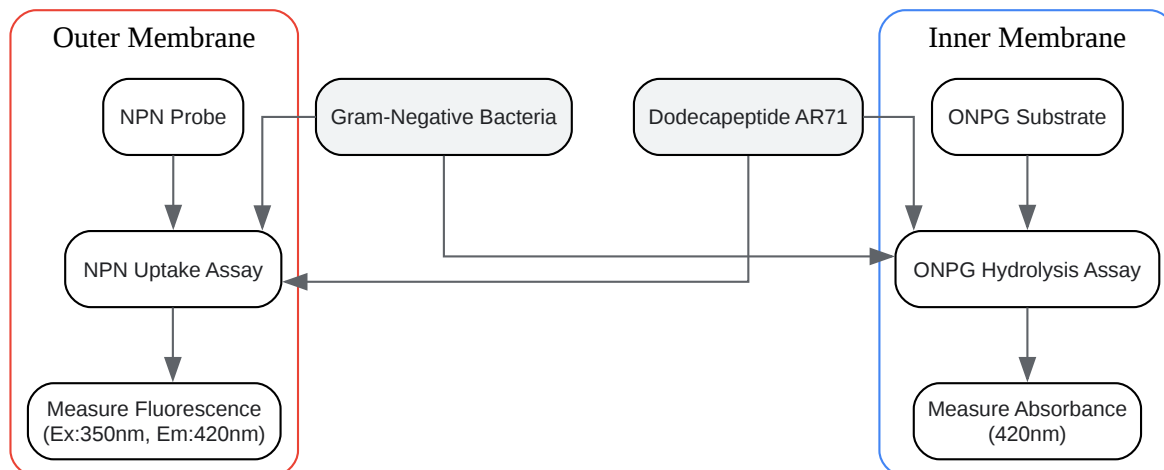 Outer Membrane
Inner Membrane
NPN Probe
Gram-Negative Bacteria
Dodecapeptide AR71
ONPG Substrate
NPN Uptake Assay
ONPG Hydrolysis Assay
Measure Fluorescence
(Ex:350nm, Em:420nm)
Measure Absorbance
(420nm)